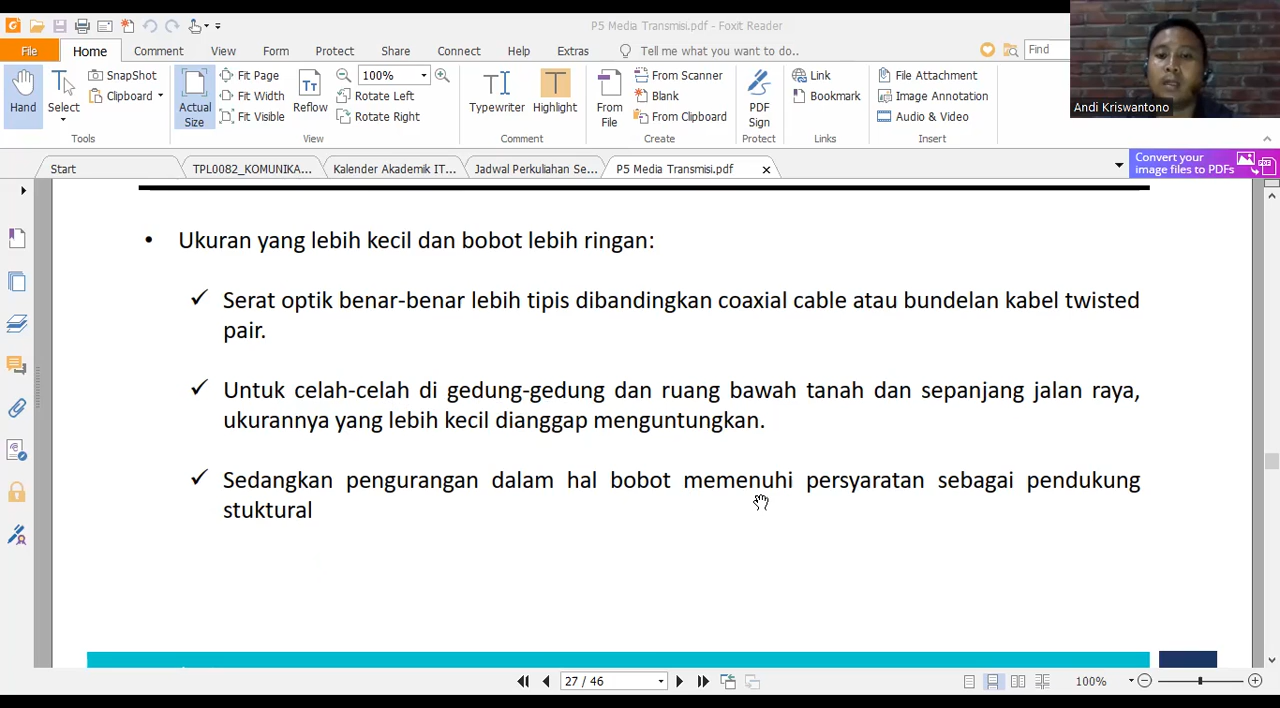 P5 Media Transmisi.pdf - Foxit Reader
File Home Comment View Form Protect Share Connect Help Extras Tell me what you want to do.. Find
Hand
Select
SnapShot
Clipboard
Actual Size
Fit Page
Fit Width
Fit Visible
Reflow
100%
Rotate Left
Rotate Right
Typewriter
Highlight
From File
From Scanner
Blank
From Clipboard
PDF Sign
Link
Bookmark
File Attachment
Image Annotation
Audio & Video
Andi Kriswantono
Tools View Comment Create Protect Links Insert
Start TPL0082_KOMUNIKA... Kalender Akademik IT... Jadwal Perkuliahan Se... P5 Media Transmisi.pdf
Convert your
image files to PDFs
• Ukuran yang lebih kecil dan bobot lebih ringan:
✓ Serat optik benar-benar lebih tipis dibandingkan coaxial cable atau bundelan kabel twisted
pair.
✓ Untuk celah-celah di gedung-gedung dan ruang bawah tanah dan sepanjang jalan raya,
ukurannya yang lebih kecil dianggap menguntungkan.
✓ Sedangkan pengurangan dalam hal bobot memenuhi persyaratan sebagai pendukung
stuktural
27 / 46
100%